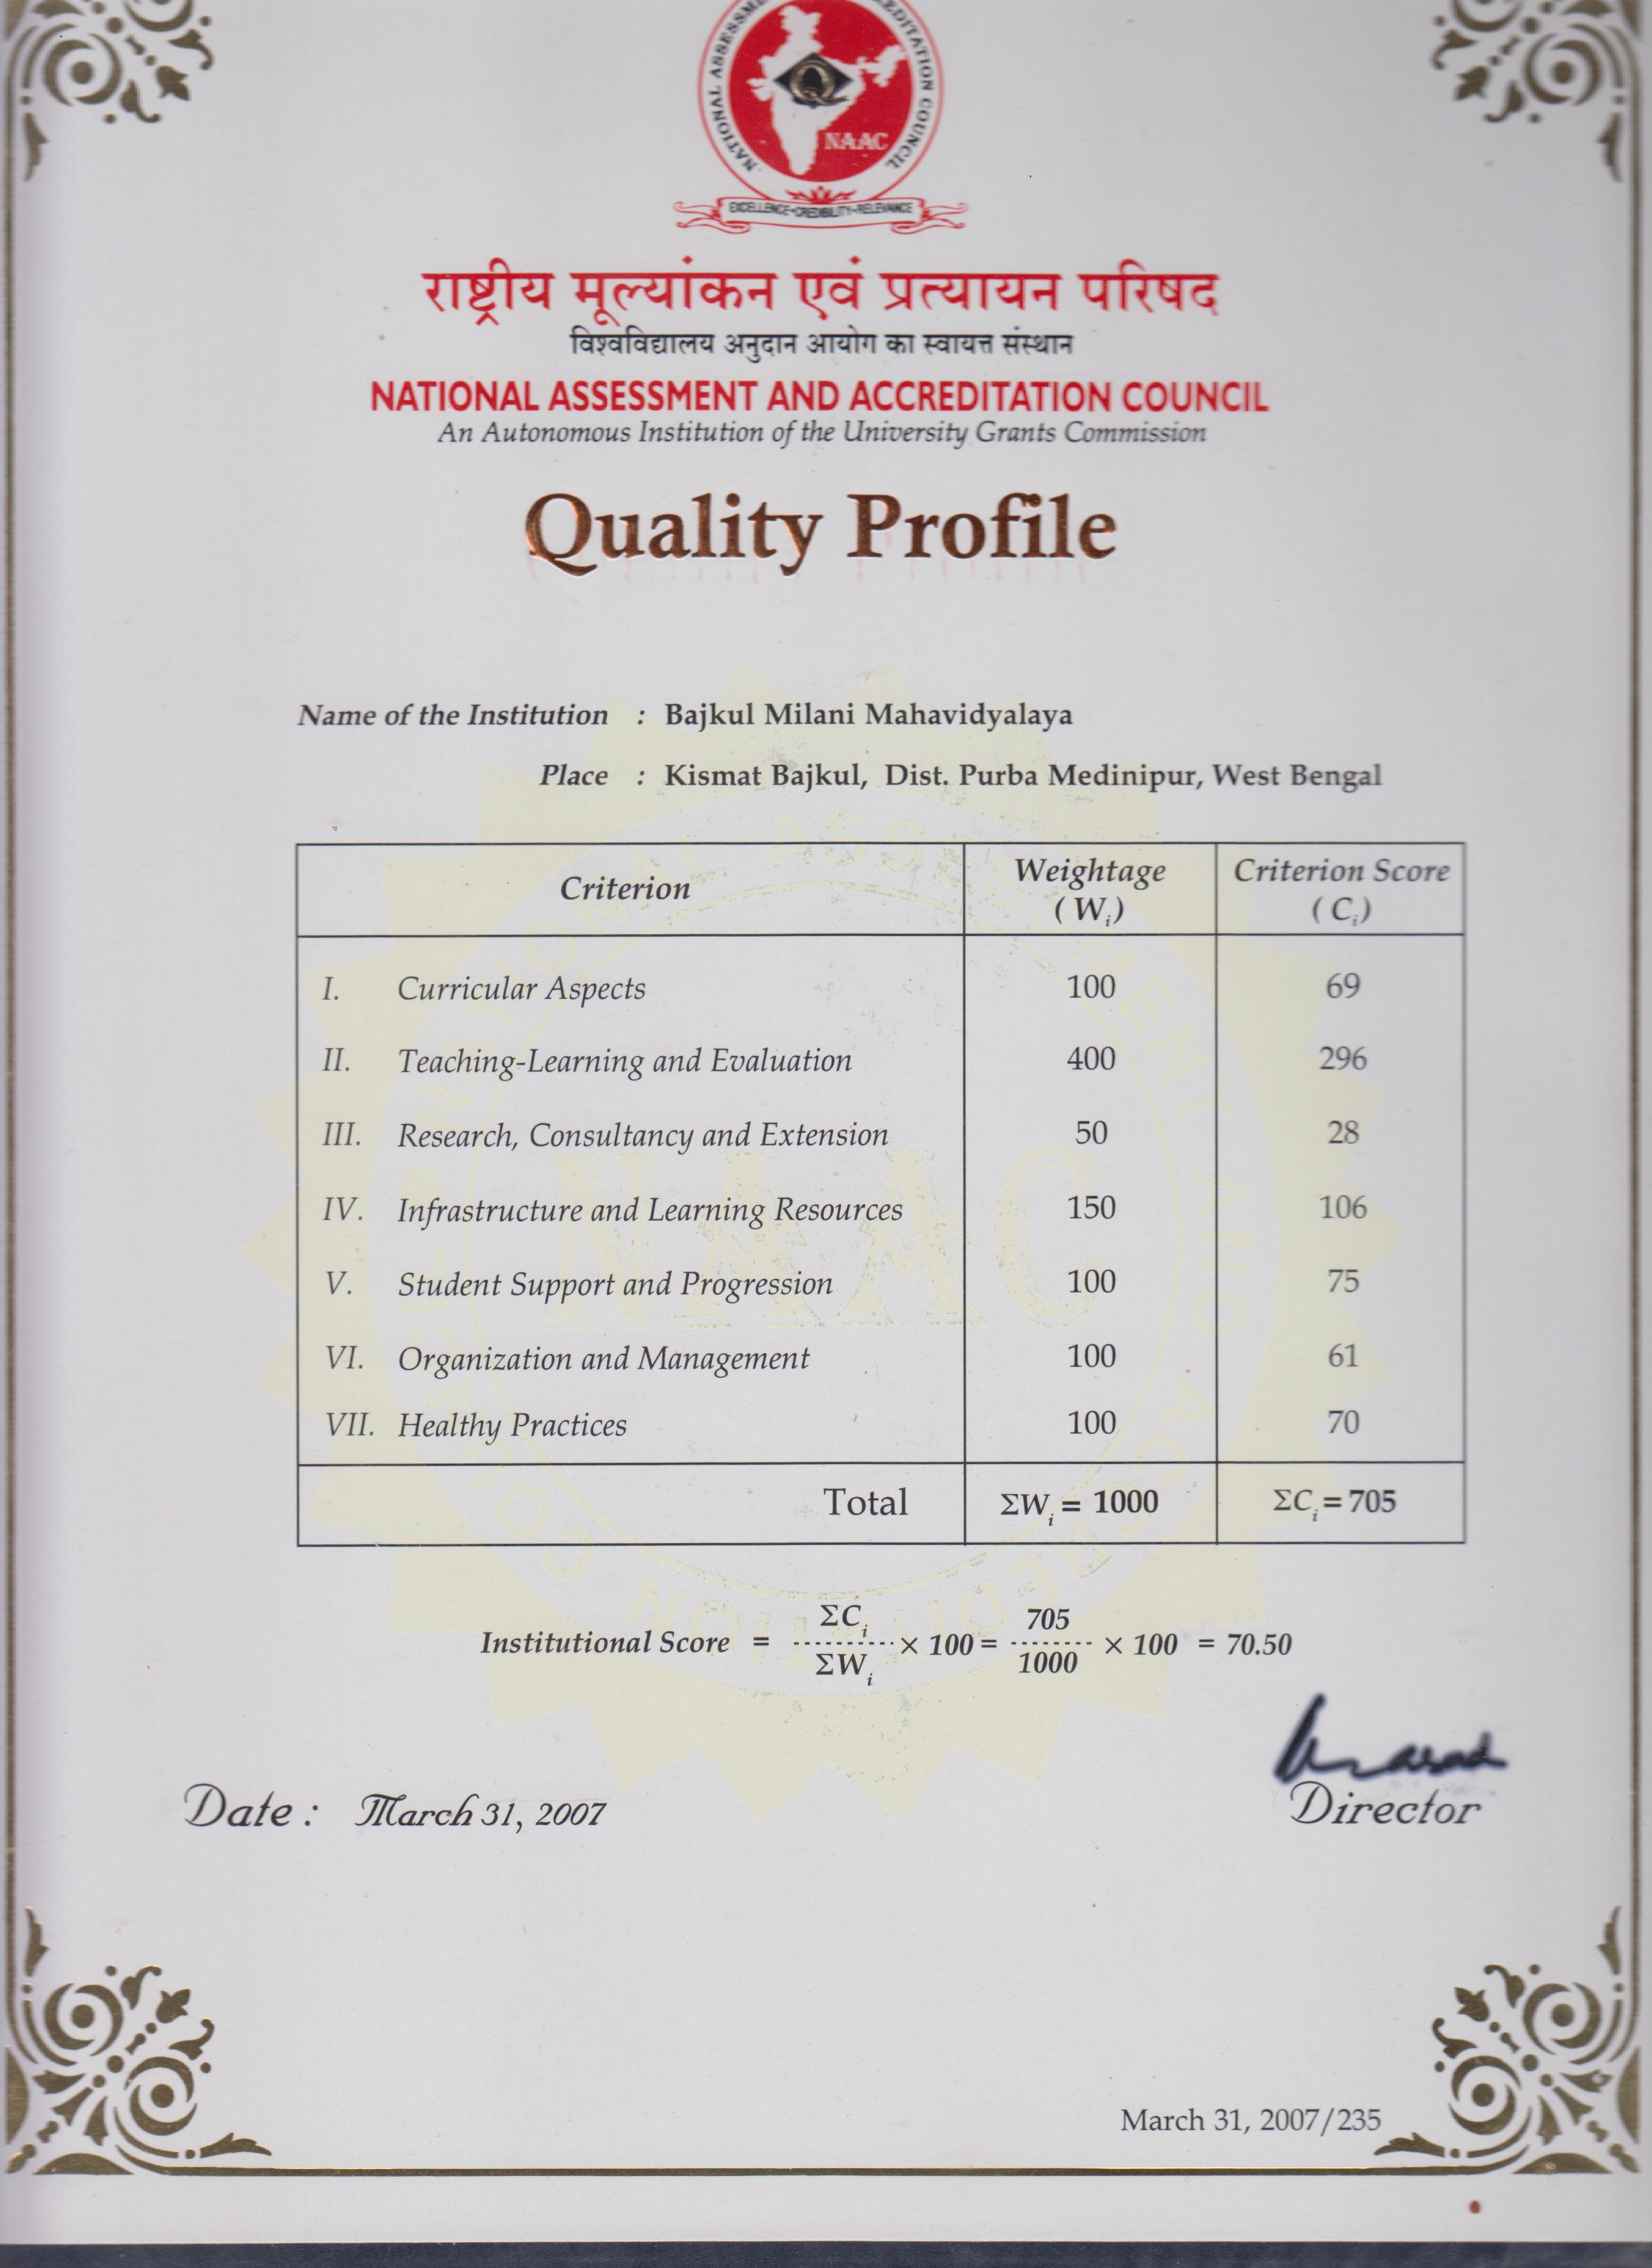 NATIONAL ASSESSMENT AND ACCREDITATION COUNCIL
NAAC
EXCELLENCE•CREDIBILITY•RELEVANCE
राष्ट्रीय मूल्यांकन एवं प्रत्यायन परिषद
विश्वविद्यालय अनुदान आयोग का स्वायत्त संस्थान
NATIONAL ASSESSMENT AND ACCREDITATION COUNCIL
An Autonomous Institution of the University Grants Commission
Quality Profile
Name of the Institution : Bajkul Milani Mahavidyalaya
Place : Kismat Bajkul, Dist. Purba Medinipur, West Bengal
Criterion Weightage (Wi) Criterion Score (Ci)
I. Curricular Aspects 100 69
II. Teaching-Learning and Evaluation 400 296
III. Research, Consultancy and Extension 50 28
IV. Infrastructure and Learning Resources 150 106
V. Student Support and Progression 100 75
VI. Organization and Management 100 61
VII. Healthy Practices 100 70
Total ΣWi = 1000 ΣCi = 705
Institutional Score = ΣCi / ΣWi × 100 = 705 / 1000 × 100 = 70.50
Date : March 31, 2007
Director
March 31, 2007/235